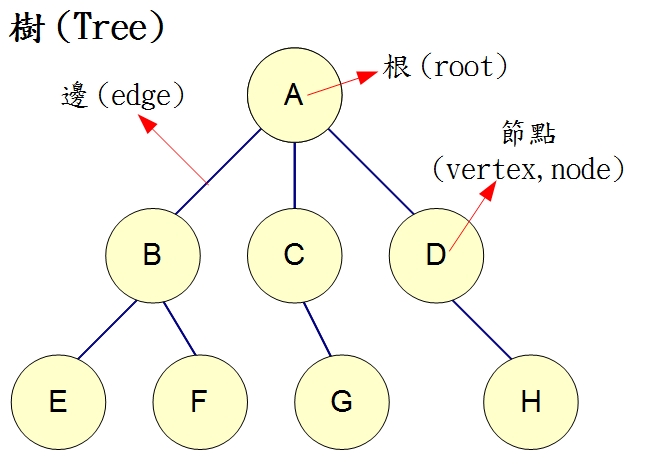 樹(Tree)
A
根(root)
邊(edge)
節點
(vertex,node)
B
C
D
E
F
G
H